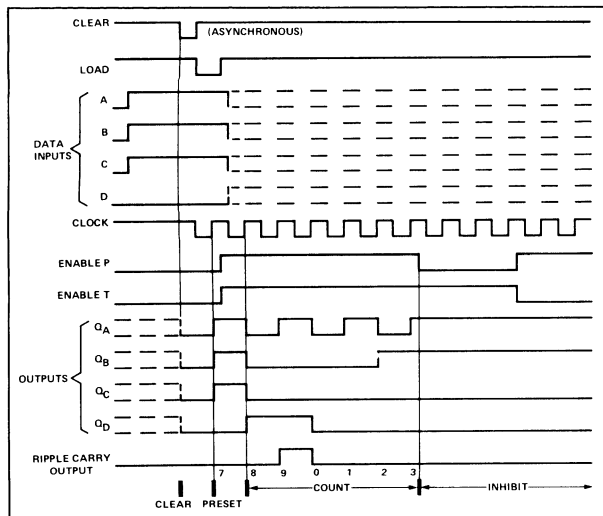 CLEAR
(ASYNCHRONOUS)
LOAD
A
B
DATA
INPUTS
C
D
CLOCK
ENABLE P
ENABLE T
QA
QB
OUTPUTS
QC
QD
RIPPLE CARRY
OUTPUT
7 8 9 0 1 2 3
COUNT INHIBIT
CLEAR PRESET